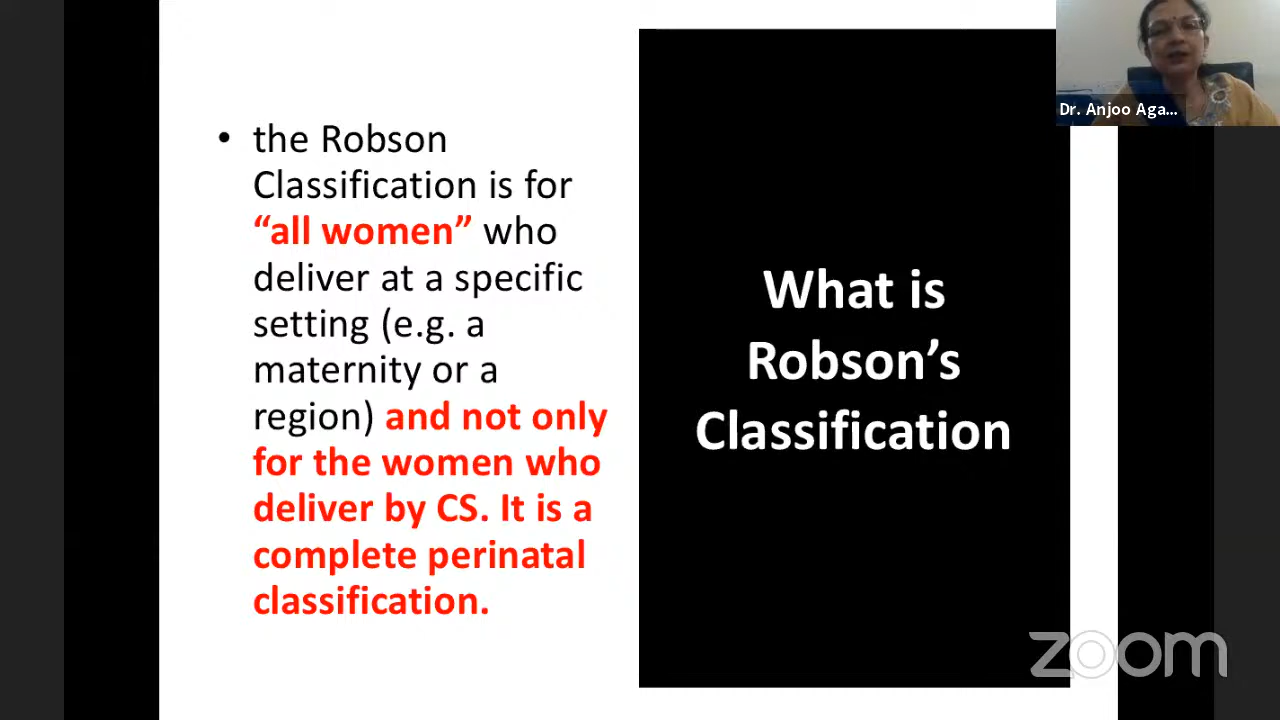 • the Robson
Classification is for
“all women” who
deliver at a specific
setting (e.g. a
maternity or a
region) and not only
for the women who
deliver by CS. It is a
complete perinatal
classification.
What is
Robson’s
Classification
Dr. Anjoo Aga...
zoom